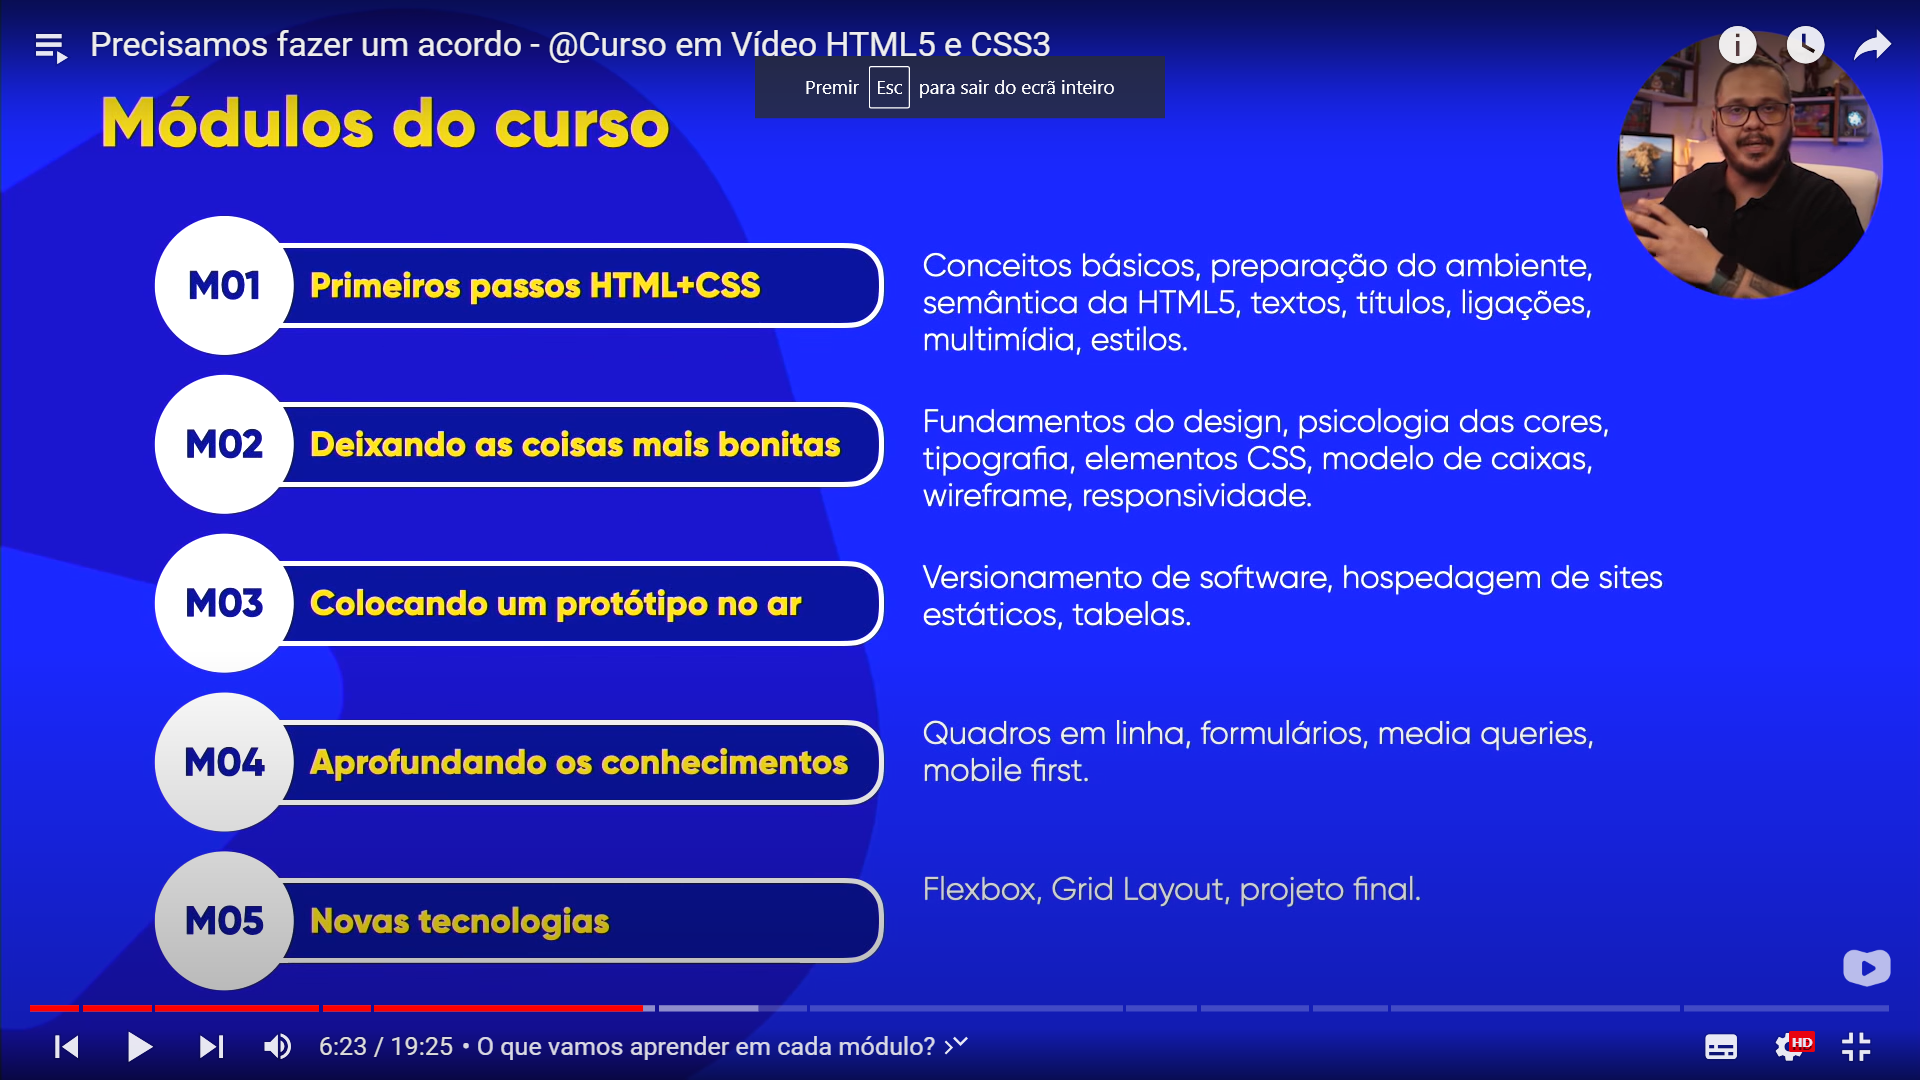 Precisamos fazer um acordo - @Curso em Vídeo HTML5 e CSS3
Premir Esc para sair do ecrã inteiro
Módulos do curso
M01
Primeiros passos HTML+CSS
Conceitos básicos, preparação do ambiente,
semântica da HTML5, textos, títulos, ligações,
multimídia, estilos.
M02
Deixando as coisas mais bonitas
Fundamentos do design, psicologia das cores,
tipografia, elementos CSS, modelo de caixas,
wireframe, responsividade.
M03
Colocando um protótipo no ar
Versionamento de software, hospedagem de sites
estáticos, tabelas.
M04
Aprofundando os conhecimentos
Quadros em linha, formulários, media queries,
mobile first.
M05
Novas tecnologias
Flexbox, Grid Layout, projeto final.
6:23 / 19:25 • O que vamos aprender em cada módulo?
HD